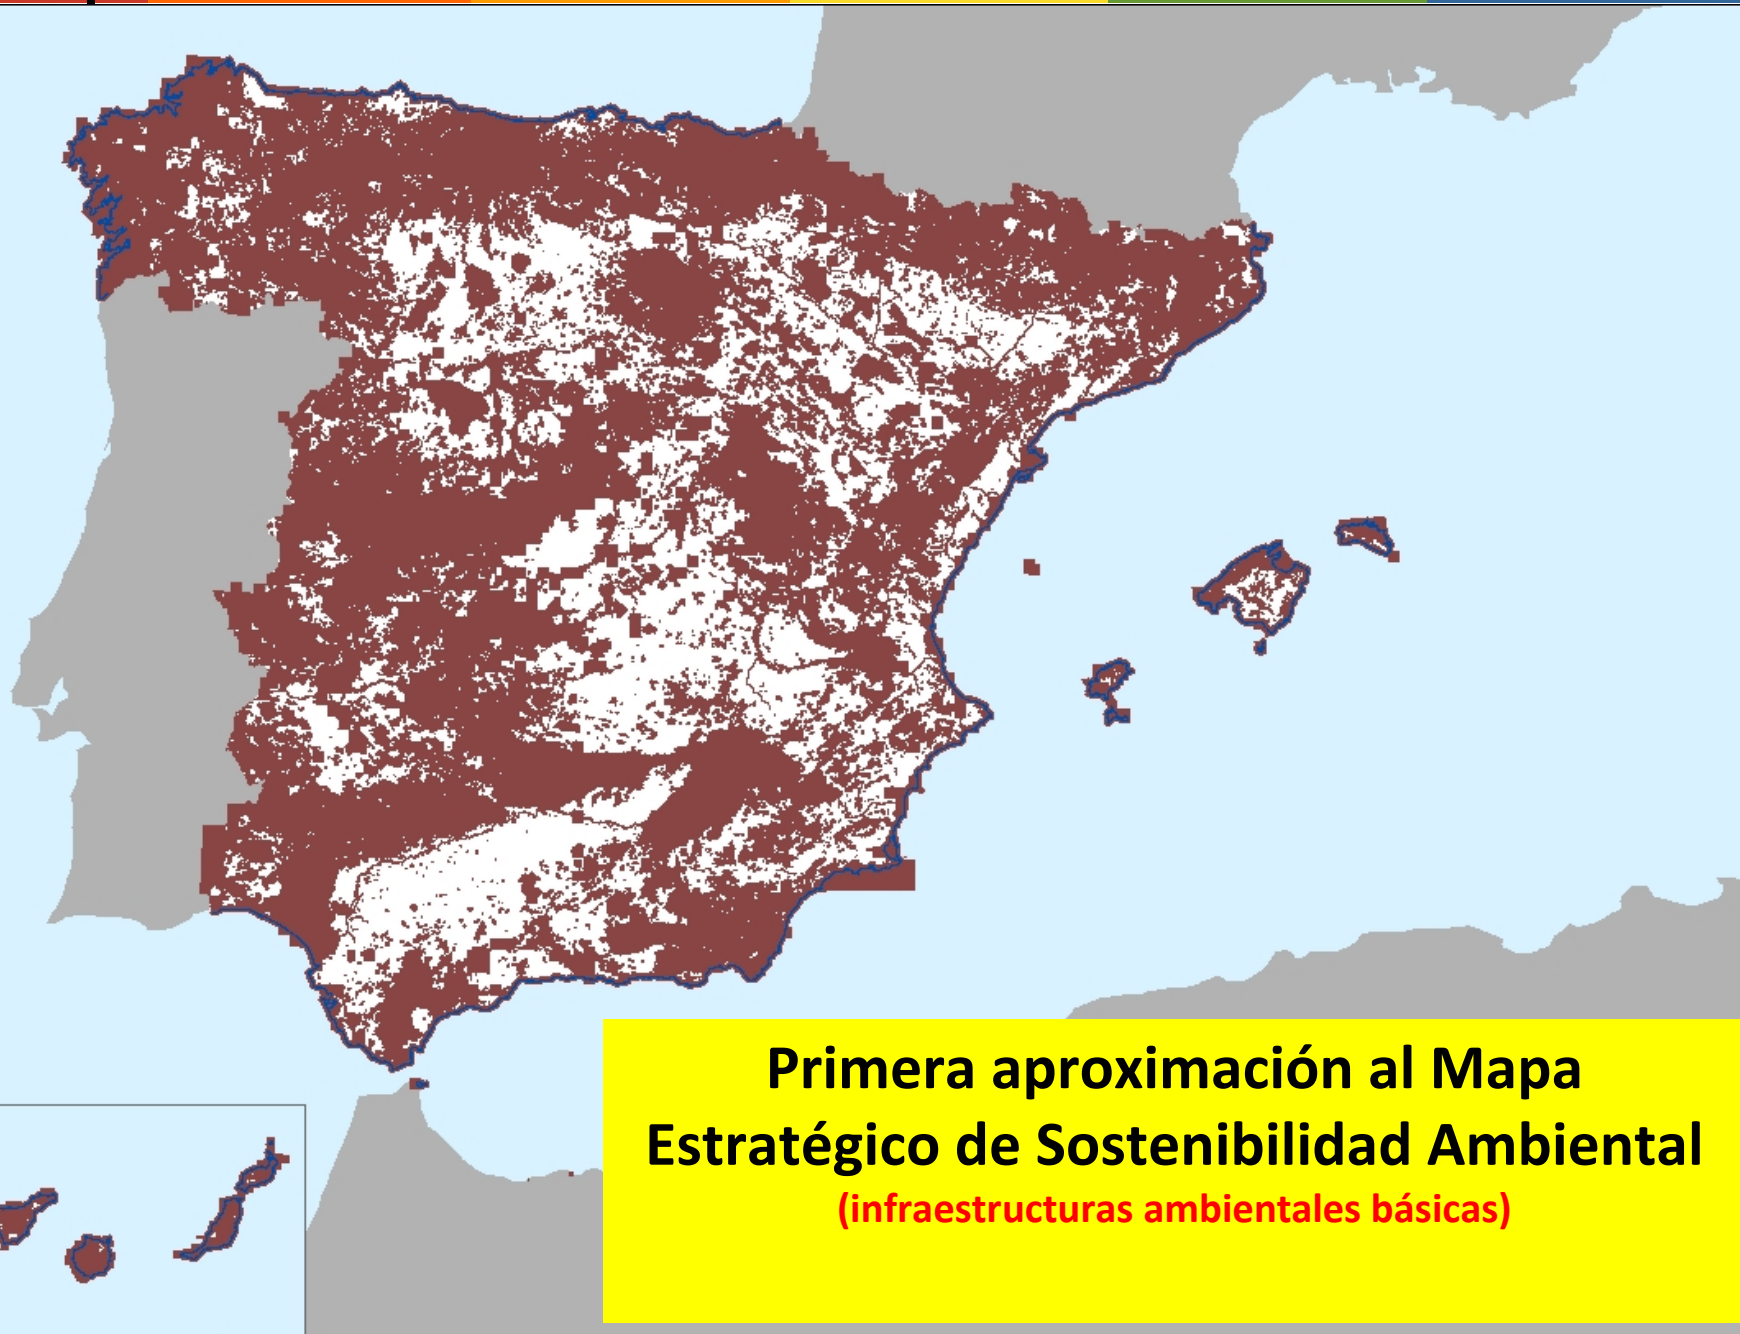 Primera aproximación al Mapa
Estratégico de Sostenibilidad Ambiental
(infraestructuras ambientales básicas)